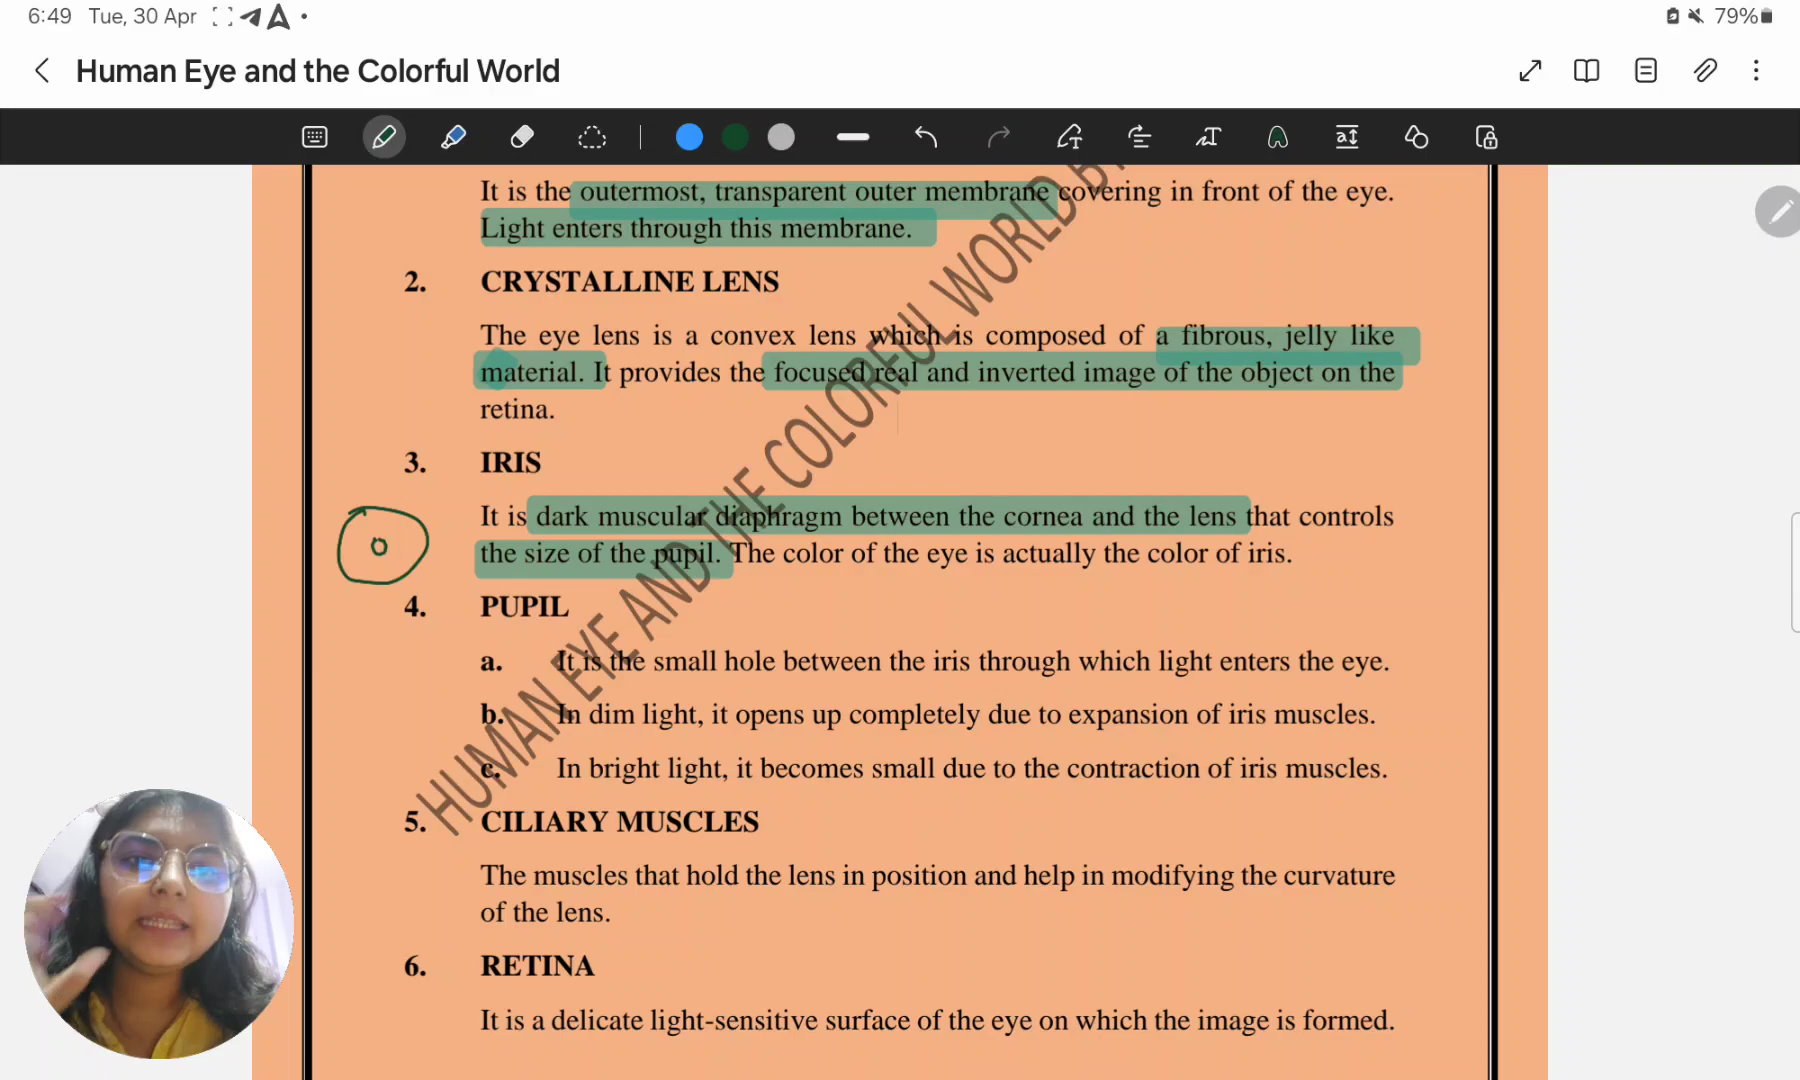 6:49 Tue, 30 Apr 79%
Human Eye and the Colorful World
It is the outermost, transparent outer membrane covering in front of the eye.
Light enters through this membrane.
2. CRYSTALLINE LENS
The eye lens is a convex lens which is composed of a fibrous, jelly like
material. It provides the focused real and inverted image of the object on the
retina.
3. IRIS
It is dark muscular diaphragm between the cornea and the lens that controls
the size of the pupil. The color of the eye is actually the color of iris.
4. PUPIL
a. It is the small hole between the iris through which light enters the eye.
b. In dim light, it opens up completely due to expansion of iris muscles.
c. In bright light, it becomes small due to the contraction of iris muscles.
5. CILIARY MUSCLES
The muscles that hold the lens in position and help in modifying the curvature
of the lens.
6. RETINA
It is a delicate light-sensitive surface of the eye on which the image is formed.
HUMAN EYE AND THE COLORFUL WORLD